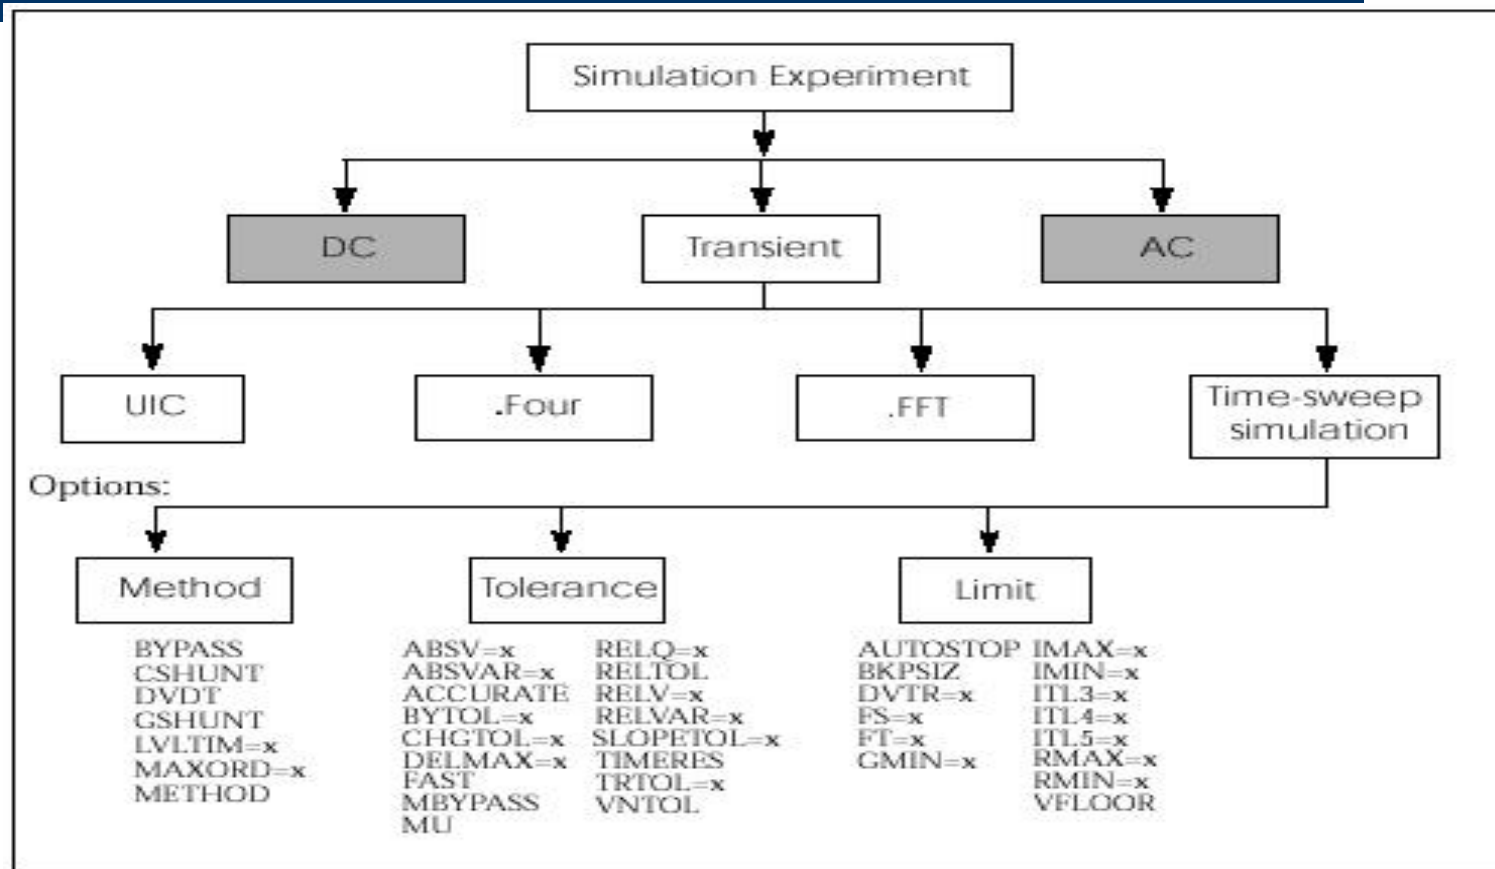 Simulation Experiment
DC
Transient
AC
UIC
.Four
.FFT
Time-sweep
simulation
Options:
Method
Tolerance
Limit
BYPASS
CSHUNT
DVDT
GSHUNT
LVLTIM=x
MAXORD=x
METHOD
ABSV=x
ABSVAR=x
ACCURATE
BYTOL=x
CHGTOL=x
DELMAX=x
FAST
MBYPASS
MU
RELQ=x
RELTOL
RELV=x
RELVAR=x
SLOPETOL=x
TIMERES
TRTOL=x
VNTOL
AUTOSTOP
BKPSIZ
DVTR=x
FS=x
FT=x
GMIN=x
IMAX=x
IMIN=x
ITL3=x
ITL4=x
ITL5=x
RMAX=x
RMIN=x
VFLOOR